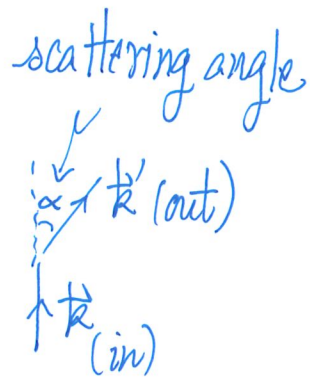 scattering angle
α k⃗' (out)
k⃗
(in)